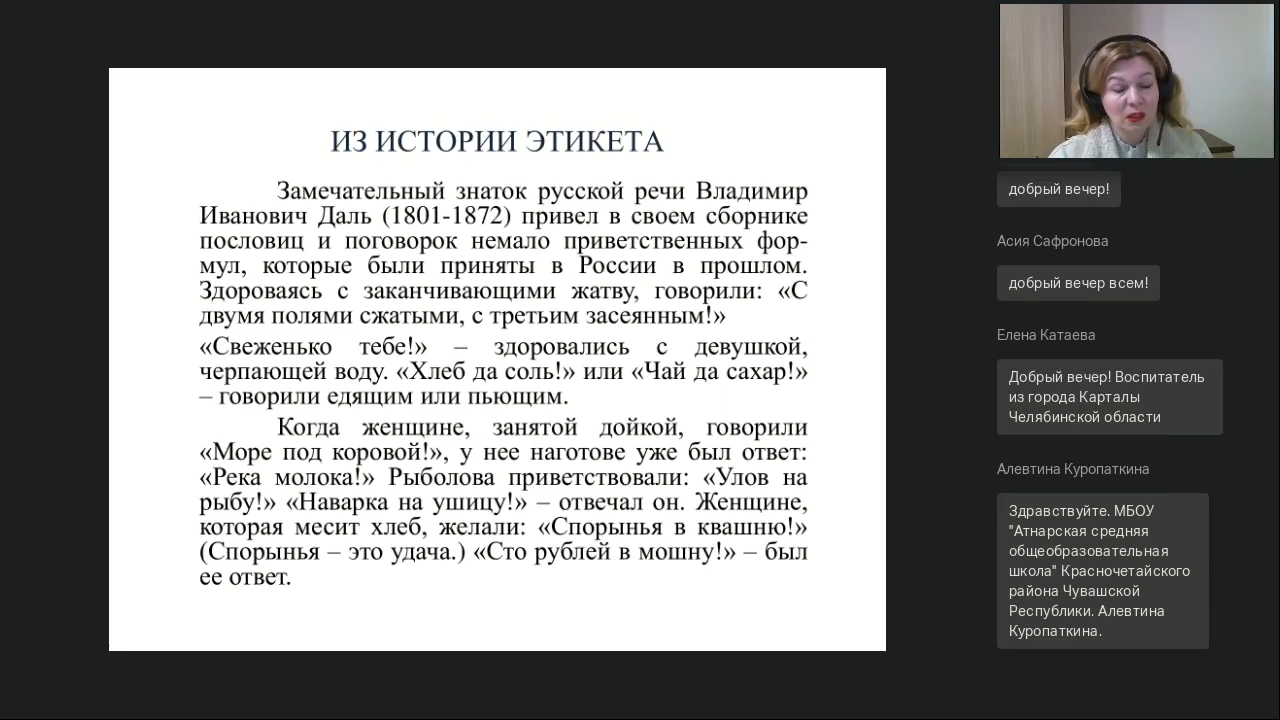 ИЗ ИСТОРИИ ЭТИКЕТА
Замечательный знаток русской речи Владимир
Иванович Даль (1801-1872) привел в своем сборнике
пословиц и поговорок немало приветственных фор-
мул, которые были приняты в России в прошлом.
Здороваясь с заканчивающими жатву, говорили: «С
двумя полями сжатыми, с третьим засеянным!»
«Свеженько тебе!» – здоровались с девушкой,
черпающей воду. «Хлеб да соль!» или «Чай да сахар!»
– говорили едящим или пьющим.
Когда женщине, занятой дойкой, говорили
«Море под коровой!», у нее наготове уже был ответ:
«Река молока!» Рыболова приветствовали: «Улов на
рыбу!» «Наварка на ушицу!» – отвечал он. Женщине,
которая месит хлеб, желали: «Спорынья в квашню!»
(Спорынья – это удача.) «Сто рублей в мошну!» – был
ее ответ.
добрый вечер!
Асия Сафронова
добрый вечер всем!
Елена Катаева
Добрый вечер! Воспитатель
из города Карталы
Челябинской области
Алевтина Куропаткина
Здравствуйте. МБОУ
"Атнарская средняя
общеобразовательная
школа" Красночетайского
района Чувашской
Республики. Алевтина
Куропаткина.